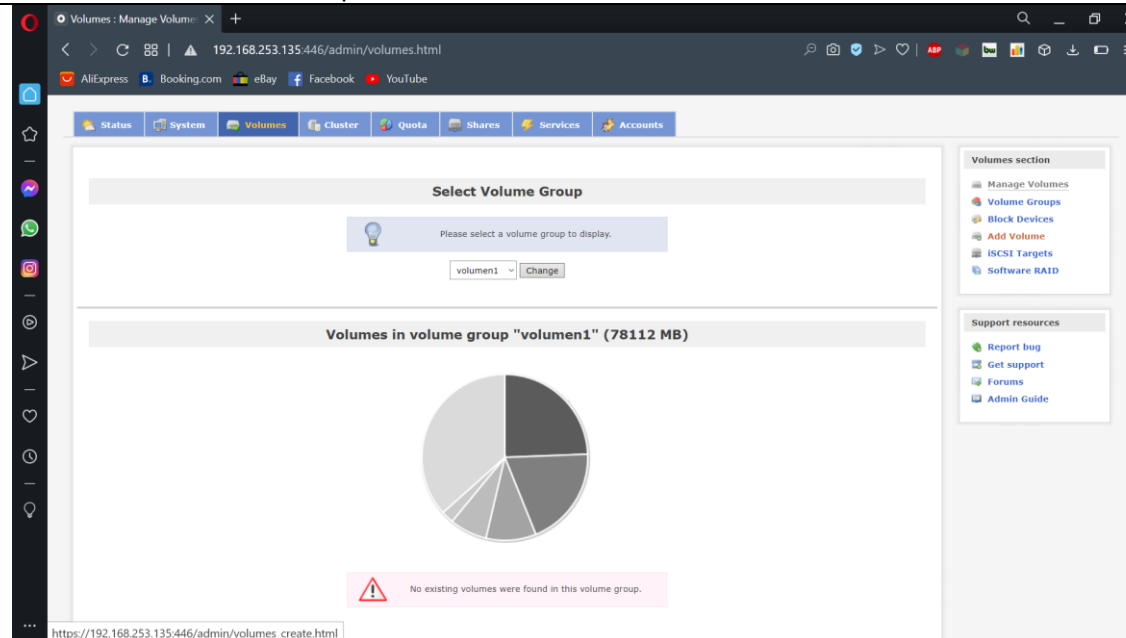 Volumes : Manage Volume
192.168.253.135:446/admin/volumes.html
ABP
bw
AliExpress B. Booking.com eBay Facebook YouTube
Status System Volumes Cluster Quota Shares Services Accounts
Select Volume Group
Please select a volume group to display.
volumen1 Change
Volumes in volume group "volumen1" (78112 MB)
No existing volumes were found in this volume group.
Volumes section
Manage Volumes
Volume Groups
Block Devices
Add Volume
iSCSI Targets
Software RAID
Support resources
Report bug
Get support
Forums
Admin Guide
https://192.168.253.135:446/admin/volumes_create.html